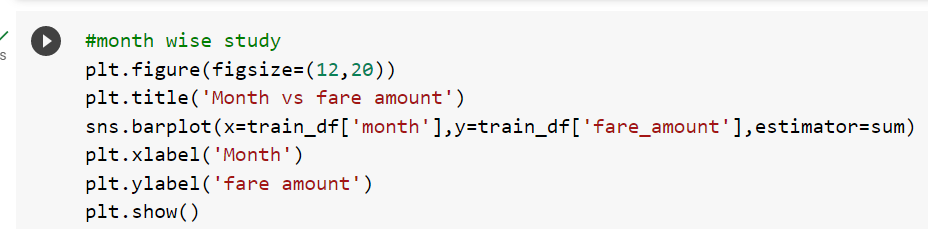 #month wise study
plt.figure(figsize=(12,20))
plt.title('Month vs fare amount')
sns.barplot(x=train_df['month'],y=train_df['fare_amount'],estimator=sum)
s
plt.xlabel('Month')
plt.ylabel('fare amount')
plt.show()